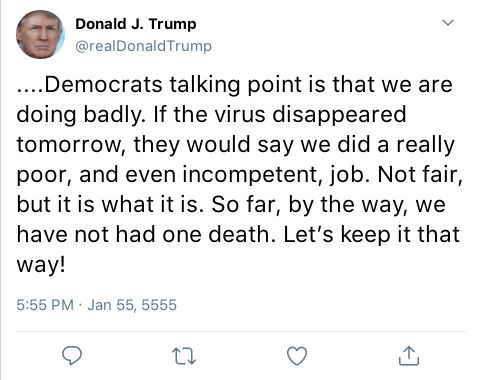 Donald J. Trump
@realDonaldTrump
....Democrats talking point is that we are
doing badly. If the virus disappeared
tomorrow, they would say we did a really
poor, and even incompetent, job. Not fair,
but it is what it is. So far, by the way, we
have not had one death. Let’s keep it that
way!
5:55 PM · Jan 55, 5555